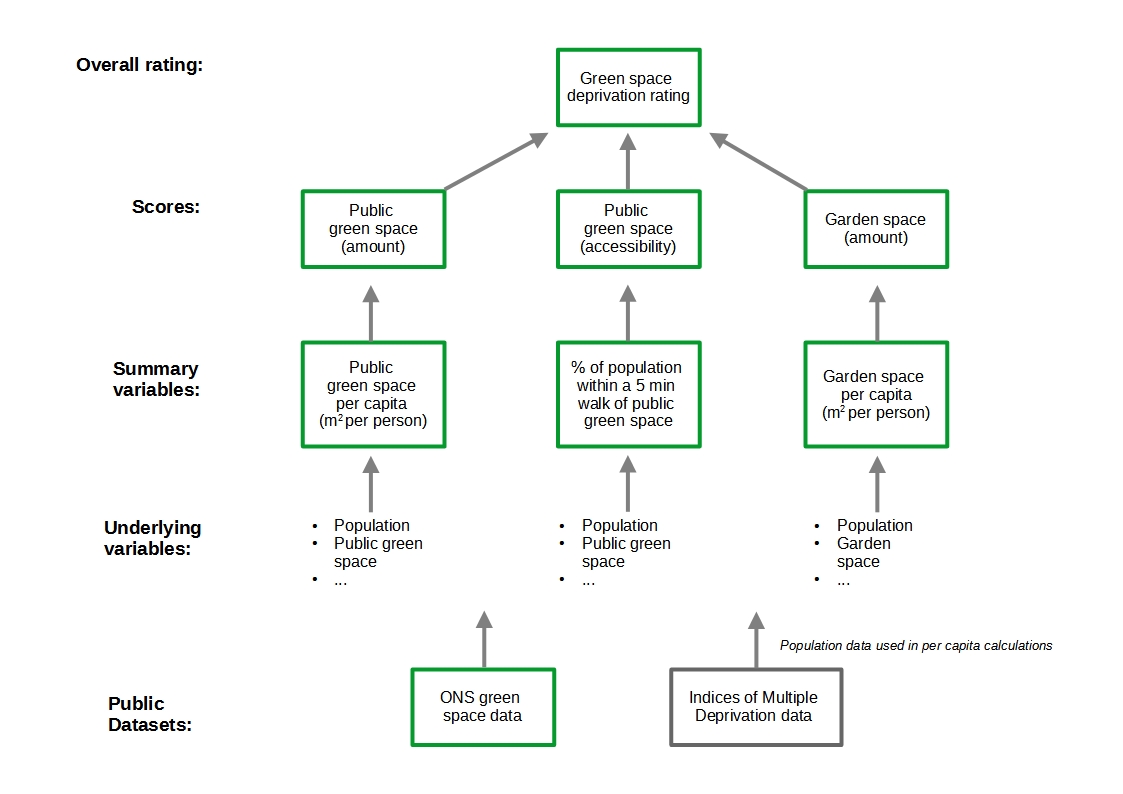 Overall rating:
Green space
deprivation rating
Scores:
Public
green space
(amount)
Public
green space
(accessibility)
Garden space
(amount)
Summary
variables:
Public
green space
per capita
(m² per person)
% of population
within a 5 min
walk of public
green space
Garden space
per capita
(m² per person)
Underlying
variables:
• Population
• Public green
space
• ...
• Population
• Public green
space
• ...
• Population
• Garden
space
• ...
Population data used in per capita calculations
Public
Datasets:
ONS green
space data
Indices of Multiple
Deprivation data